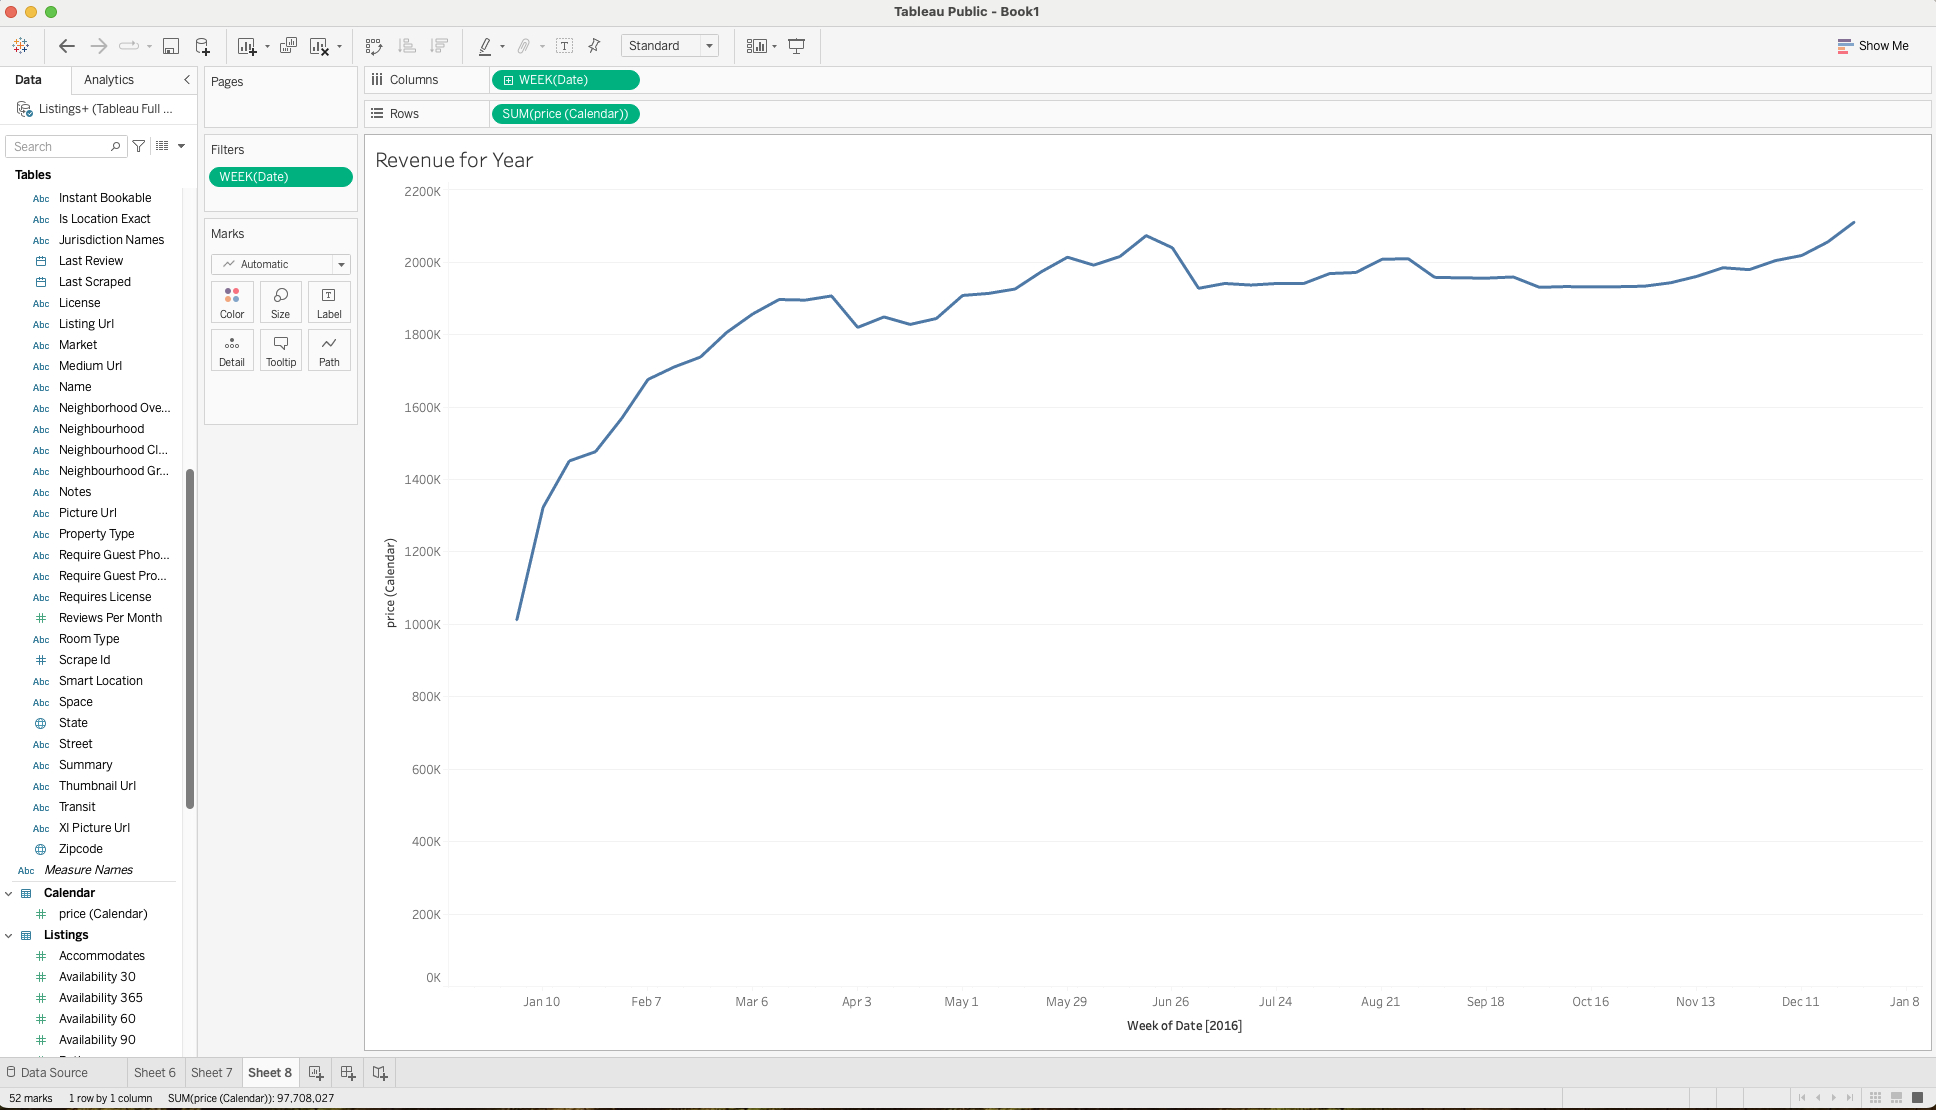 Tableau Public - Book1
Standard
Show Me
Data
Analytics
Pages
Columns
WEEK(Date)
Listings+ (Tableau Full ...
Rows
SUM(price (Calendar))
Search
Filters
WEEK(Date)
Tables
Abc Instant Bookable
Abc Is Location Exact
Abc Jurisdiction Names
Last Review
Last Scraped
Abc License
Abc Listing Url
Abc Market
Abc Medium Url
Abc Name
Abc Neighborhood Ove...
Abc Neighbourhood
Abc Neighbourhood Cl...
Abc Neighbourhood Gr...
Abc Notes
Abc Picture Url
Abc Property Type
Abc Require Guest Pho...
Abc Require Guest Pro...
Abc Requires License
# Reviews Per Month
Abc Room Type
# Scrape Id
Abc Smart Location
Abc Space
State
Abc Street
Abc Summary
Abc Thumbnail Url
Abc Transit
Abc Xl Picture Url
Zipcode
Abc Measure Names
Calendar
# price (Calendar)
Listings
# Accommodates
# Availability 30
# Availability 365
# Availability 60
# Availability 90
Marks
Automatic
Color
Size
T
Label
Detail
Tooltip
Path
Revenue for Year
2200K
2000K
1800K
1600K
1400K
1200K
1000K
800K
600K
400K
200K
0K
price (Calendar)
Jan 10
Feb 7
Mar 6
Apr 3
May 1
May 29
Jun 26
Jul 24
Aug 21
Sep 18
Oct 16
Nov 13
Dec 11
Jan 8
Week of Date [2016]
Data Source
Sheet 6
Sheet 7
Sheet 8
52 marks
1 row by 1 column
SUM(price (Calendar)): 97,708,027